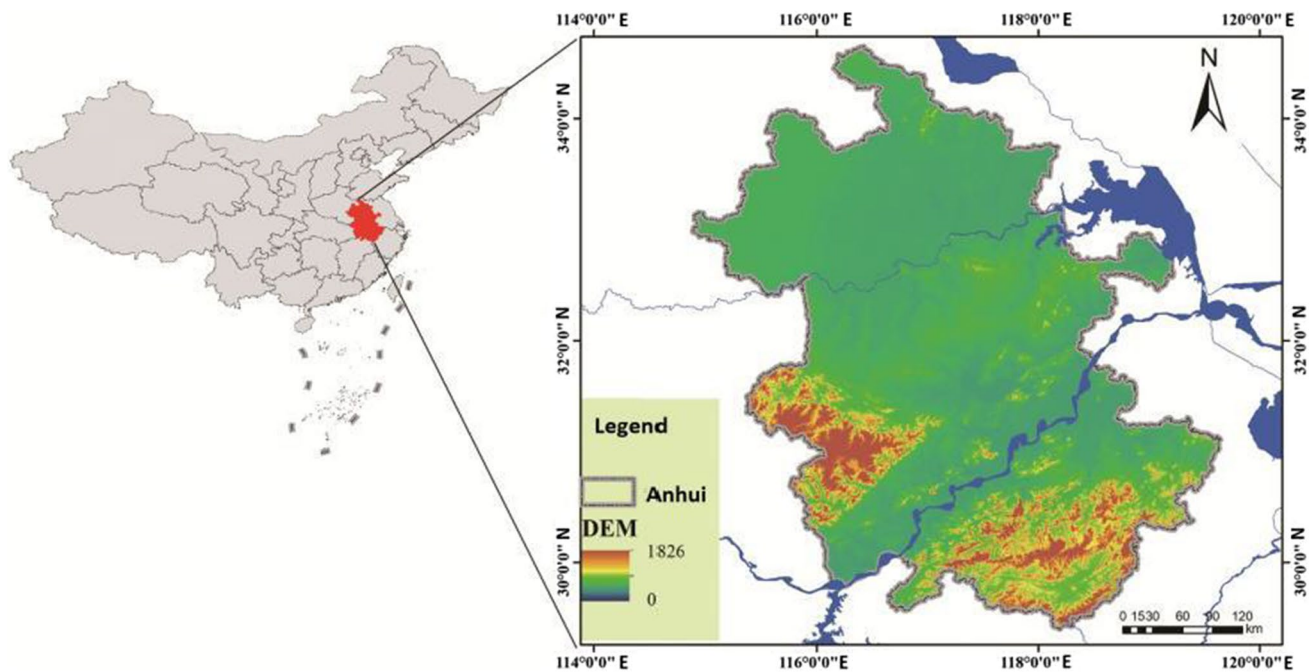 114°0'0" E
116°0'0" E
118°0'0" E
120°0'0" E
34°0'0" N
32°0'0" N
30°0'0" N
N
34°0'0" N
32°0'0" N
30°0'0" N
Legend
Anhui
DEM
1826
0
0 1530 60 90 120
km
114°0'0" E
116°0'0" E
118°0'0" E
120°0'0" E